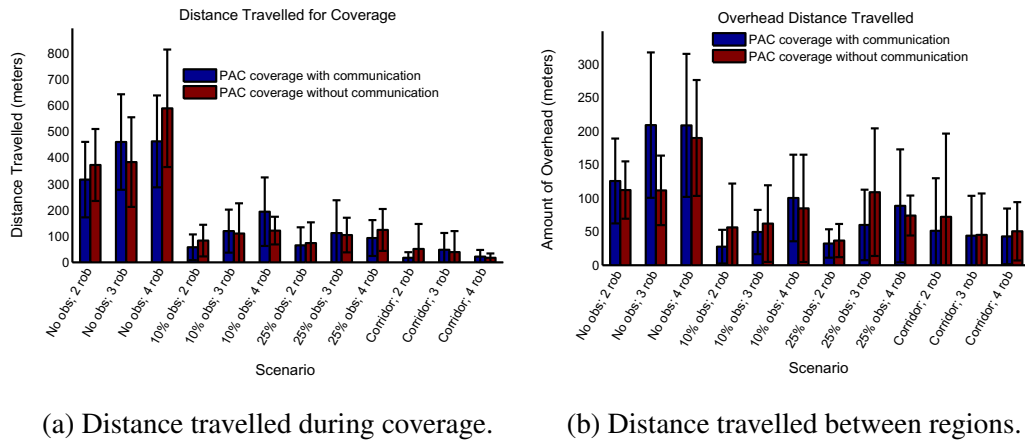 Distance Travelled for Coverage
Distance Travelled (meters)
800
700
600
500
400
300
200
100
0
PAC coverage with communication
PAC coverage without communication
No obs; 2 rob
No obs; 3 rob
No obs; 4 rob
10% obs; 2 rob
10% obs; 3 rob
10% obs; 4 rob
25% obs; 2 rob
25% obs; 3 rob
25% obs; 4 rob
Corridor; 2 rob
Corridor; 3 rob
Corridor; 4 rob
Scenario
(a) Distance travelled during coverage.
Overhead Distance Travelled
Amount of Overhead (meters)
300
250
200
150
100
50
0
PAC coverage with communication
PAC coverage without communication
No obs; 2 rob
No obs; 3 rob
No obs; 4 rob
10% obs; 2 rob
10% obs; 3 rob
10% obs; 4 rob
25% obs; 2 rob
25% obs; 3 rob
25% obs; 4 rob
Corridor; 2 rob
Corridor; 3 rob
Corridor; 4 rob
Scenario
(b) Distance travelled between regions.